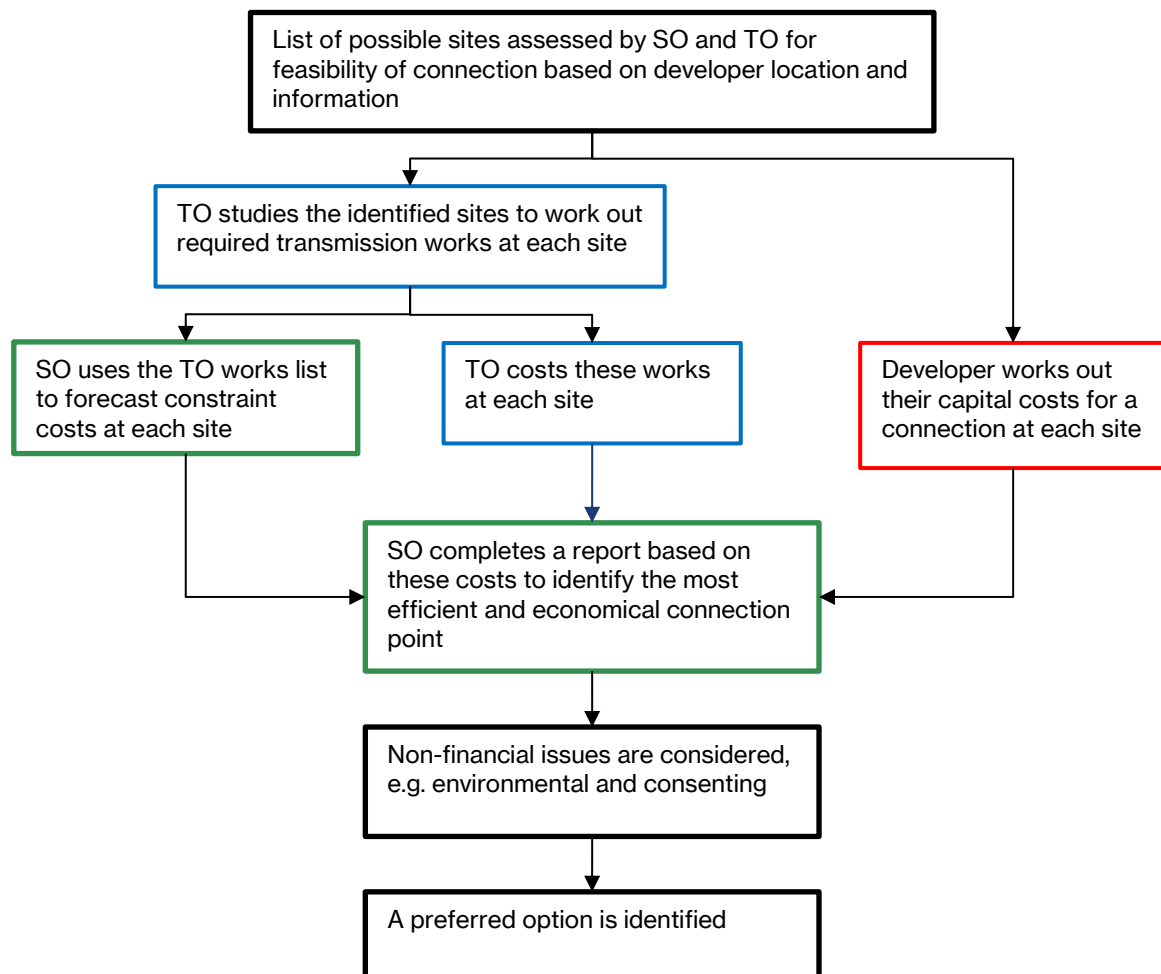 List of possible sites assessed by SO and TO for
feasibility of connection based on developer location and
information
TO studies the identified sites to work out
required transmission works at each site
SO uses the TO works list
to forecast constraint
costs at each site
TO costs these works
at each site
Developer works out
their capital costs for a
connection at each site
SO completes a report based on
these costs to identify the most
efficient and economical connection
point
Non-financial issues are considered,
e.g. environmental and consenting
A preferred option is identified